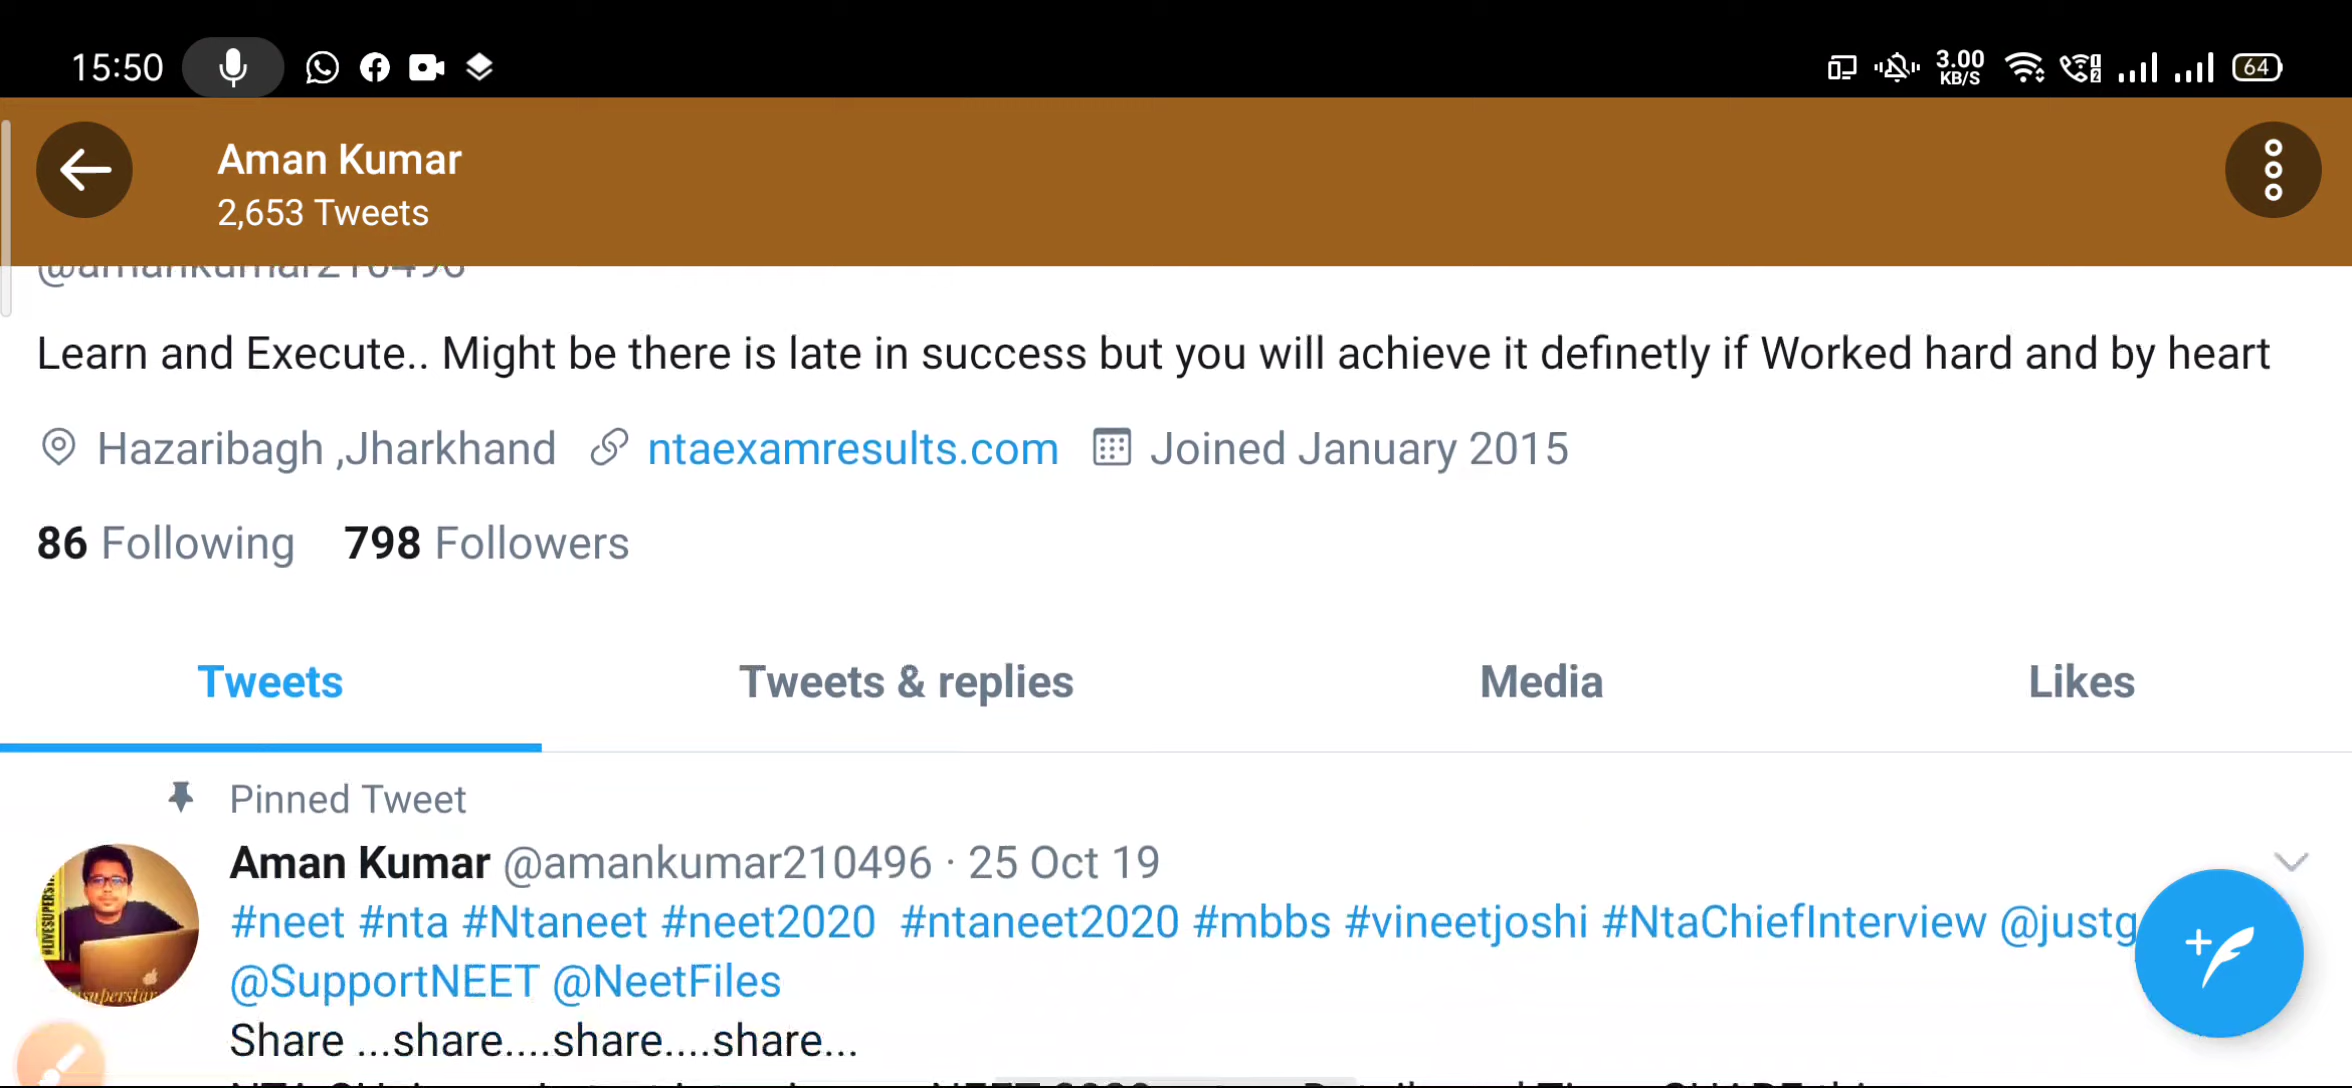 15:50 3.00 KB/S 64
Aman Kumar
2,653 Tweets
@amankumar210496
Learn and Execute.. Might be there is late in success but you will achieve it definetly if Worked hard and by heart
Hazaribagh ,Jharkhand ntaexamresults.com Joined January 2015
86 Following 798 Followers
Tweets Tweets & replies Media Likes
Pinned Tweet
Aman Kumar @amankumar210496 · 25 Oct 19
#neet #nta #Ntaneet #neet2020 #ntaneet2020 #mbbs #vineetjoshi #NtaChiefInterview @justg
@SupportNEET @NeetFiles
Share ...share....share....share...